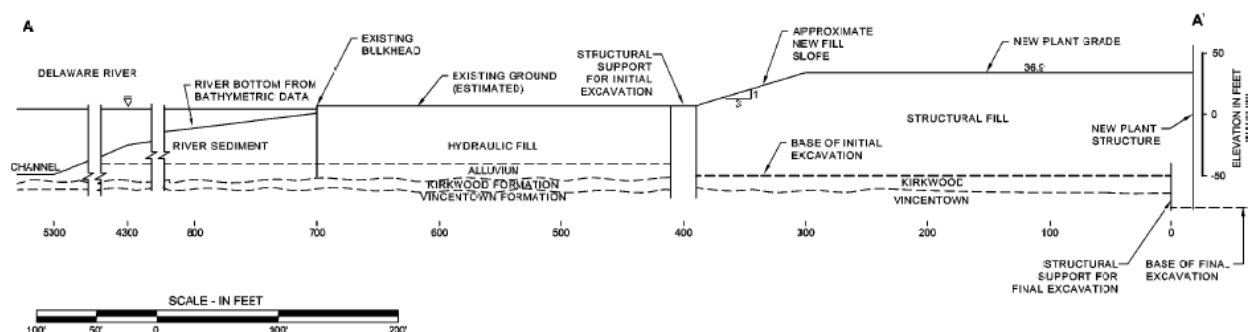 A
A'
EXISTING
BULKHEAD
APPROXIMATE
NEW FILL
SLOPE
NEW PLANT GRADE
36.9'
50
DELAWARE RIVER
STRUCTURAL
SUPPORT
FOR INITIAL
EXCAVATION
RIVER BOTTOM FROM
BATHYMETRIC DATA
EXISTING GROUND
(ESTIMATED)
3
1
0
ELEVATION IN FEET
STRUCTURAL FILL
NEW PLANT
STRUCTURE
RIVER SEDIMENT
HYDRAULIC FILL
BASE OF INITIAL
EXCAVATION
CHANNEL
ALLUVIUM
KIRKWOOD FORMATION
VINCENTOWN FORMATION
KIRKWOOD
VINCENTOWN
-50
5300 4300 800 700 600 500 400 300 200 100 0
STRUCTURAL
SUPPORT FOR
FINAL EXCAVATION
BASE OF FINAL
EXCAVATION
SCALE - IN FEET
100' 50' 0 100' 200'